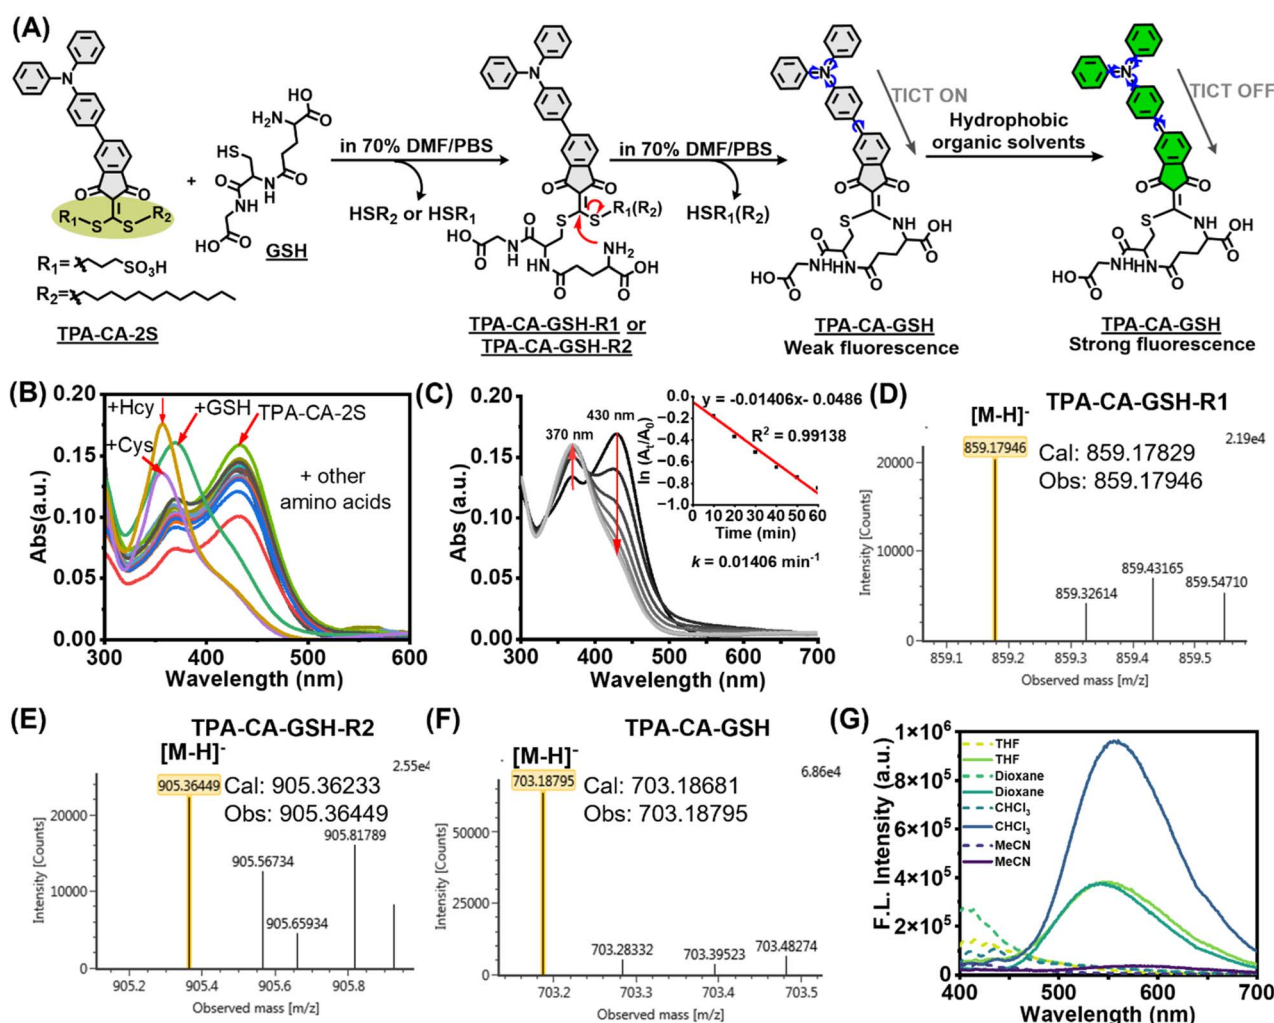 (A)
N
O
O
R₁
S
S
R₂
R₁=
SO₃H
R₂=
TPA-CA-2S
+
HO
O
H₂N
HS
O
N
H
O
NH
O
HO
GSH
in 70% DMF/PBS
HSR₂ or HSR₁
N
O
O
S
S
R₁(R₂)
HO
O
H
N
O
NH₂
NH
O
OH
O
TPA-CA-GSH-R1 or
TPA-CA-GSH-R2
in 70% DMF/PBS
HSR₁(R₂)
N
TICT ON
O
O
S
NH
O
OH
O
NHHN
O
HO
O
TPA-CA-GSH
Weak fluorescence
Hydrophobic
organic solvents
N
TICT OFF
O
O
S
NH
O
OH
O
NHHN
O
HO
O
TPA-CA-GSH
Strong fluorescence
(B)
0.20
0.15
0.10
0.05
0.00
Abs(a.u.)
+Hcy
+GSH
TPA-CA-2S
+Cys
+ other
amino acids
300 400 500 600
Wavelength (nm)
(C)
0.20
0.15
0.10
0.05
0.00
Abs (a.u.)
370 nm
430 nm
0.0
−0.2
−0.4
−0.6
−0.8
−1.0
ln (Aₜ/A₀)
y = -0.01406x- 0.0486
R² = 0.99138
0 10 20 30 40 50 60
Time (min)
k = 0.01406 min⁻¹
300 400 500 600 700
Wavelength (nm)
(D)
TPA-CA-GSH-R1
[M-H]⁻
859.17946
2.19e4
Cal: 859.17829
Obs: 859.17946
20000
10000
0
Intensity [Counts]
859.32614
859.43165
859.54710
859.1 859.2 859.3 859.4 859.5
Observed mass [m/z]
(E)
TPA-CA-GSH-R2
[M-H]⁻
905.36449
2.55e4
Cal: 905.36233
Obs: 905.36449
20000
10000
0
Intensity [Counts]
905.56734
905.65934
905.81789
905.2 905.4 905.6 905.8
Observed mass [m/z]
(F)
TPA-CA-GSH
[M-H]⁻
703.18795
6.86e4
Cal: 703.18681
Obs: 703.18795
50000
25000
0
Intensity [Counts]
703.28332
703.39523
703.48274
703.2 703.3 703.4 703.5
Observed mass [m/z]
(G)
1×10⁶
8×10⁵
6×10⁵
4×10⁵
2×10⁵
0
F.L. Intensity (a.u.)
THF
THF
Dioxane
Dioxane
CHCl₃
CHCl₃
MeCN
MeCN
400 500 600 700
Wavelength (nm)